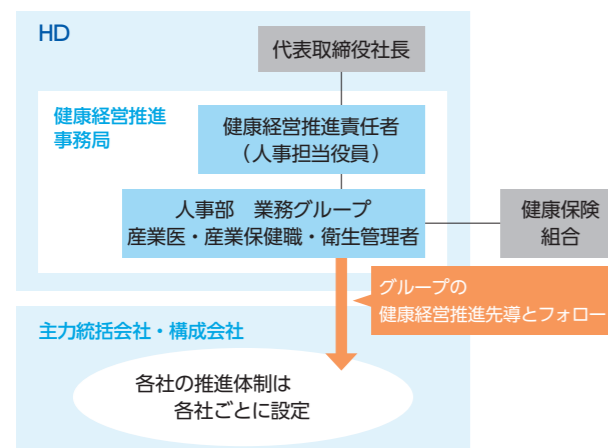 HD
代表取締役社長
健康経営推進
事務局
健康経営推進責任者
（人事担当役員）
人事部　業務グループ
産業医・産業保健職・衛生管理者
健康保険
組合
グループの
健康経営推進先導とフォロー
主力統括会社・構成会社
各社の推進体制は
各社ごとに設定